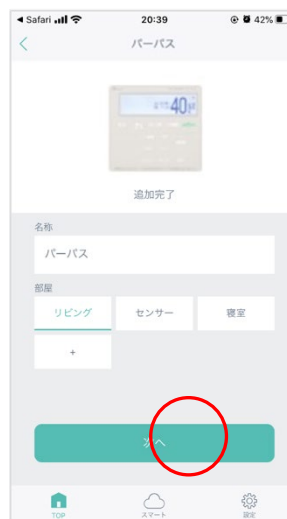 ◀ Safari 20:39 42%
パーパス
40
追加完了
名称
パーパス
部屋
リビング センサー 寝室
+
次へ
TOP スマート 設定